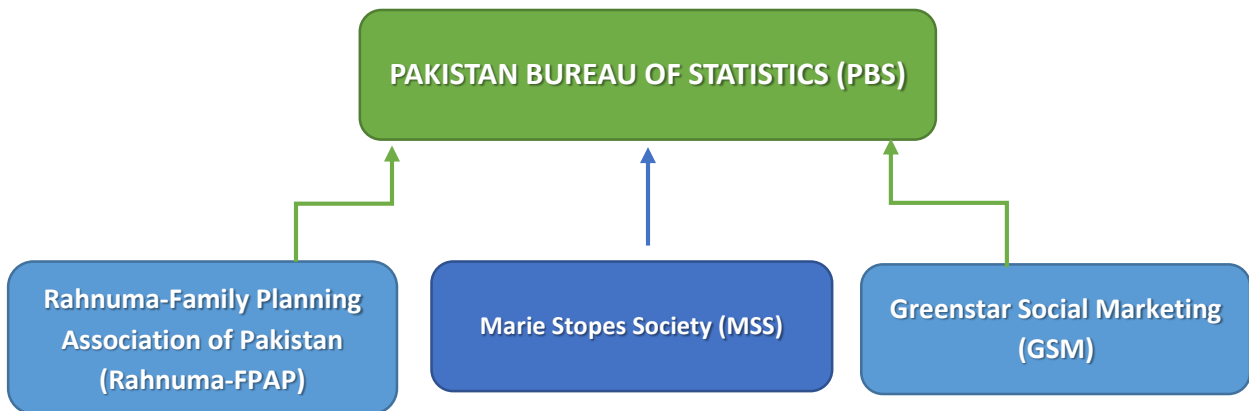 PAKISTAN BUREAU OF STATISTICS (PBS)
Rahnuma-Family Planning
Association of Pakistan
(Rahnuma-FPAP)
Marie Stopes Society (MSS)
Greenstar Social Marketing
(GSM)